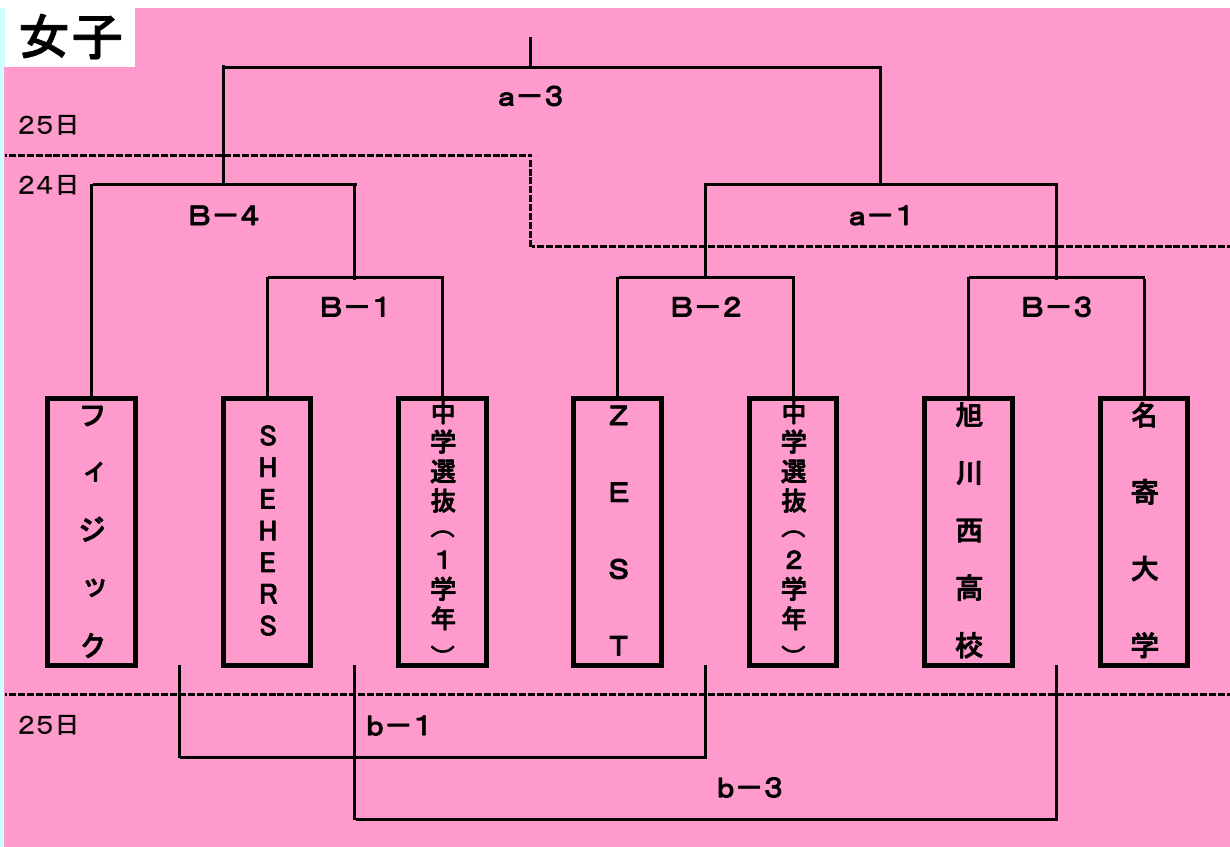 女子
a－3
25日
24日
B－4
a－1
B－1
B－2
B－3
フィジック
SHEHERS
中学選抜（1学年）
ZEST
中学選抜（2学年）
旭川西高校
名寄大学
25日
b－1
b－3